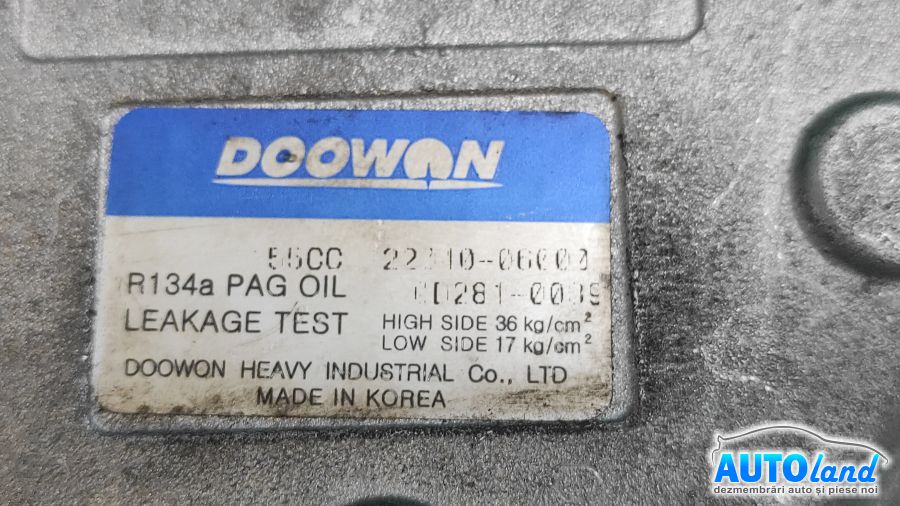 DOOWON
R134a PAG OIL
LEAKAGE TEST
HIGH SIDE 36 kg/cm²
LOW SIDE 17 kg/cm²
DOOWON HEAVY INDUSTRIAL Co., LTD
MADE IN KOREA
AUTOland
dezmembrări auto și piese noi